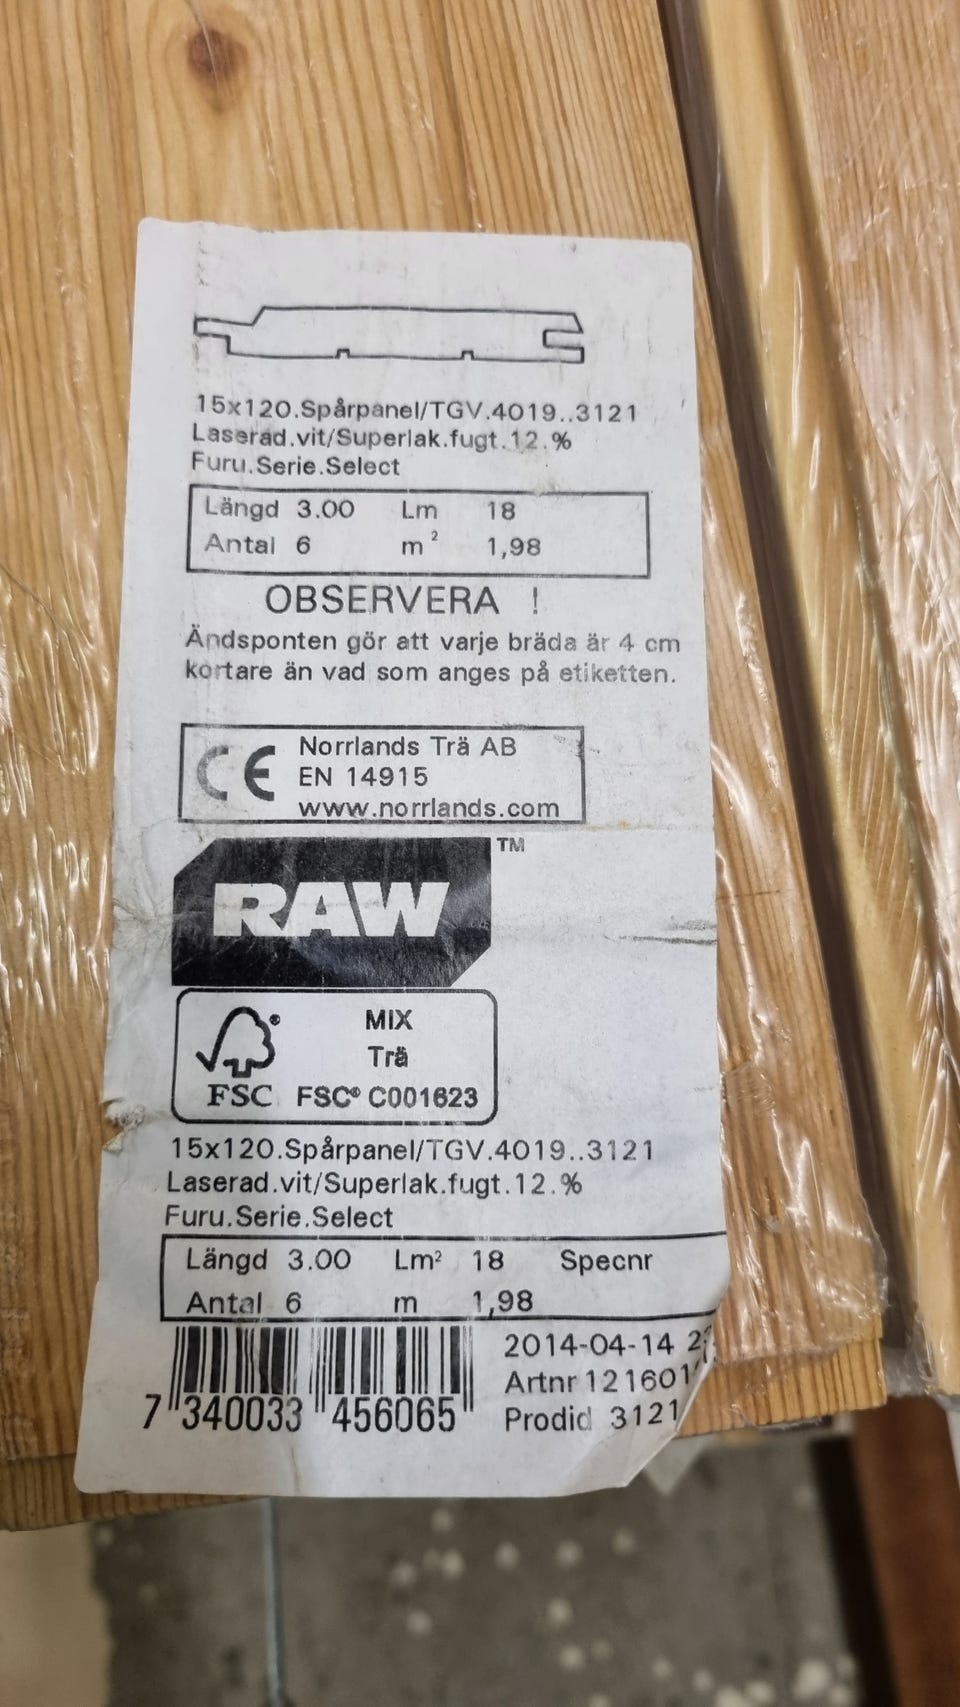 15x120.Spårpanel/TGV.4019..3121
Laserad.vit/Superlak.fugt.12.%
Furu.Serie.Select
Längd 3.00 Lm 18
Antal 6 m² 1,98
OBSERVERA !
Ändsponten gör att varje bräda är 4 cm
kortare än vad som anges på etiketten.
CE Norrlands Trä AB
EN 14915
www.norrlands.com
RAW™
MIX
Trä
FSC FSC® C001623
15x120.Spårpanel/TGV.4019..3121
Laserad.vit/Superlak.fugt.12.%
Furu.Serie.Select
Längd 3.00 Lm² 18 Specnr
Antal 6 m 1,98
2014-04-14
Artnr 121601
7 340033 456065
Prodid 3121